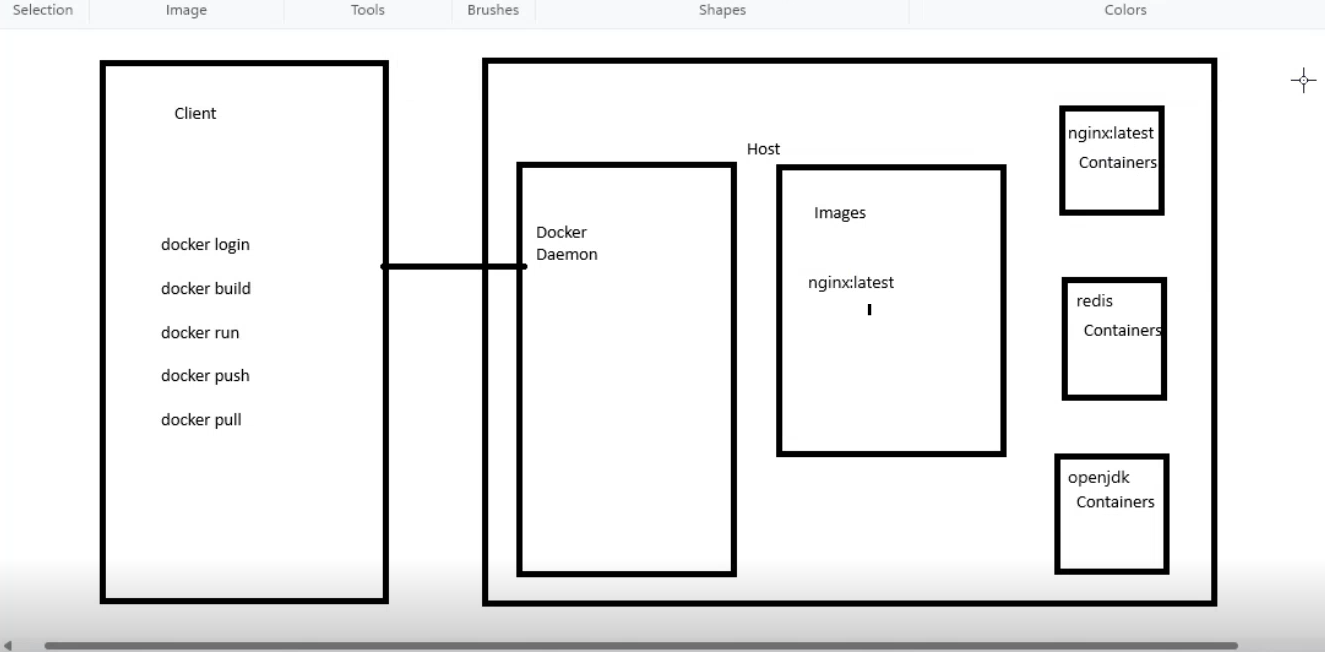 Selection Image Tools Brushes Shapes Colors
Client
docker login
docker build
docker run
docker push
docker pull
Host
Docker
Daemon
Images
nginx:latest
nginx:latest
Containers
redis
Containers
openjdk
Containers